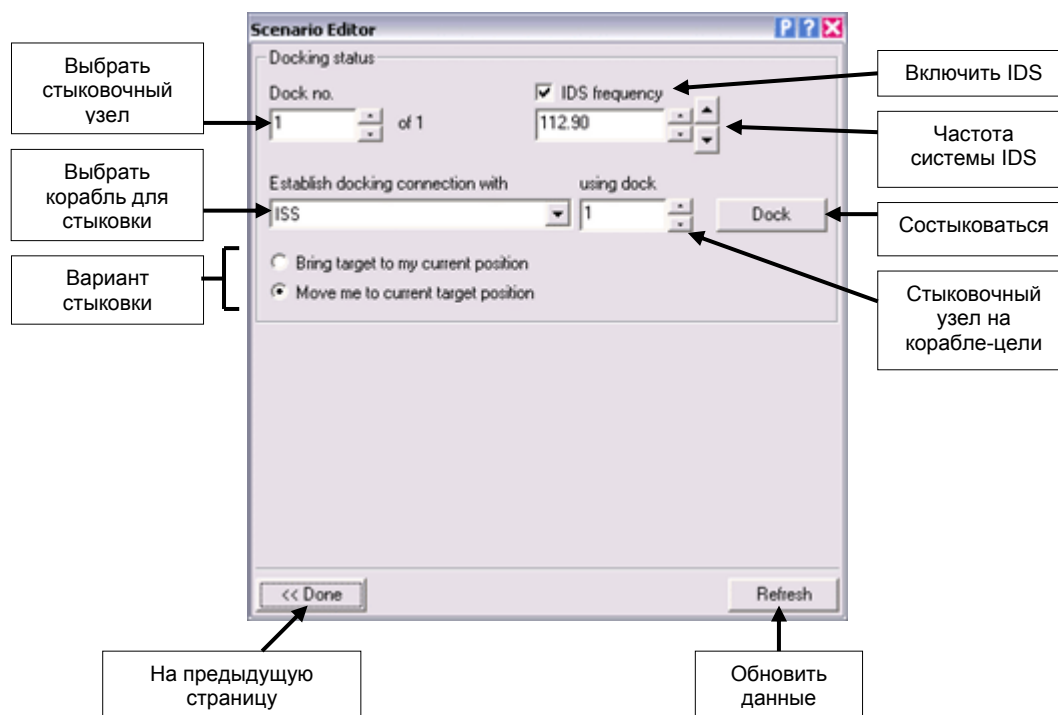 Scenario Editor
P ? X
Docking status
Выбрать
стыковочный
узел
Dock no.
1
of 1
IDS frequency
112.90
Включить IDS
Частота
системы IDS
Выбрать
корабль для
стыковки
Establish docking connection with
using dock
ISS
1
Dock
Состыковаться
Вариант
стыковки
Bring target to my current position
Move me to current target position
Стыковочный
узел на
корабле-цели
<< Done
Refresh
На предыдущую
страницу
Обновить
данные